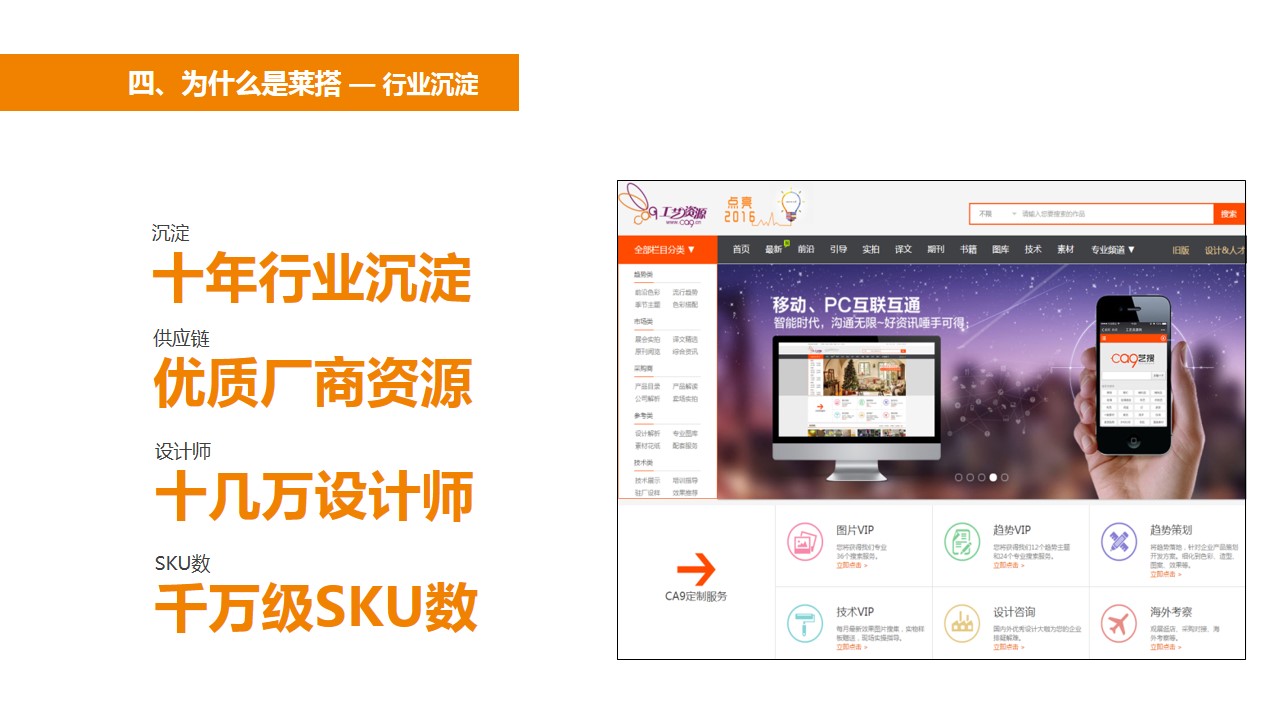 四、为什么是莱搭 — 行业沉淀
沉淀
十年行业沉淀
供应链
优质厂商资源
设计师
十几万设计师
SKU数
千万级SKU数
工艺资源
www.ca9.cn
点亮
2016
不限
请输入您要搜索的作品
搜索
全部栏目分类▼
首页 最新 前沿 引导 实拍 译文 期刊 书籍 图库 技术 素材 专业频道▼ 旧版 设计&人才
趋势类
前沿色彩 流行趋势
季节主题 色彩搭配
市场类
展会实拍 译文精选
原刊阅览 综合资讯
采购商
产品目录 产品解读
公司解析 卖场实拍
参考类
设计解析 专业图库
素材花纸 配套服务
技术类
技术展示 培训指导
驻厂设样 效果推荐
移动、PC互联互通
智能时代，沟通无限~好资讯唾手可得；
ca9艺搜
CA9定制服务
图片VIP
您将获得我们专业
36个搜索服务。
立即点击 >
趋势VIP
您将获得我们12个趋势主题
和24个专业搜索服务。
立即点击 >
趋势策划
将趋势落地，针对企业产品策划
开发方案。细化到色彩、造型、
图案、效果等。
立即点击 >
技术VIP
每月最新效果图片搜集，实物样
板赠送，现场实操指导。
立即点击 >
设计咨询
国内外优秀设计大咖为您的企业
排疑解难。
立即点击 >
海外考察
观展逛店、采购对接、海
外考察等。
立即点击 >